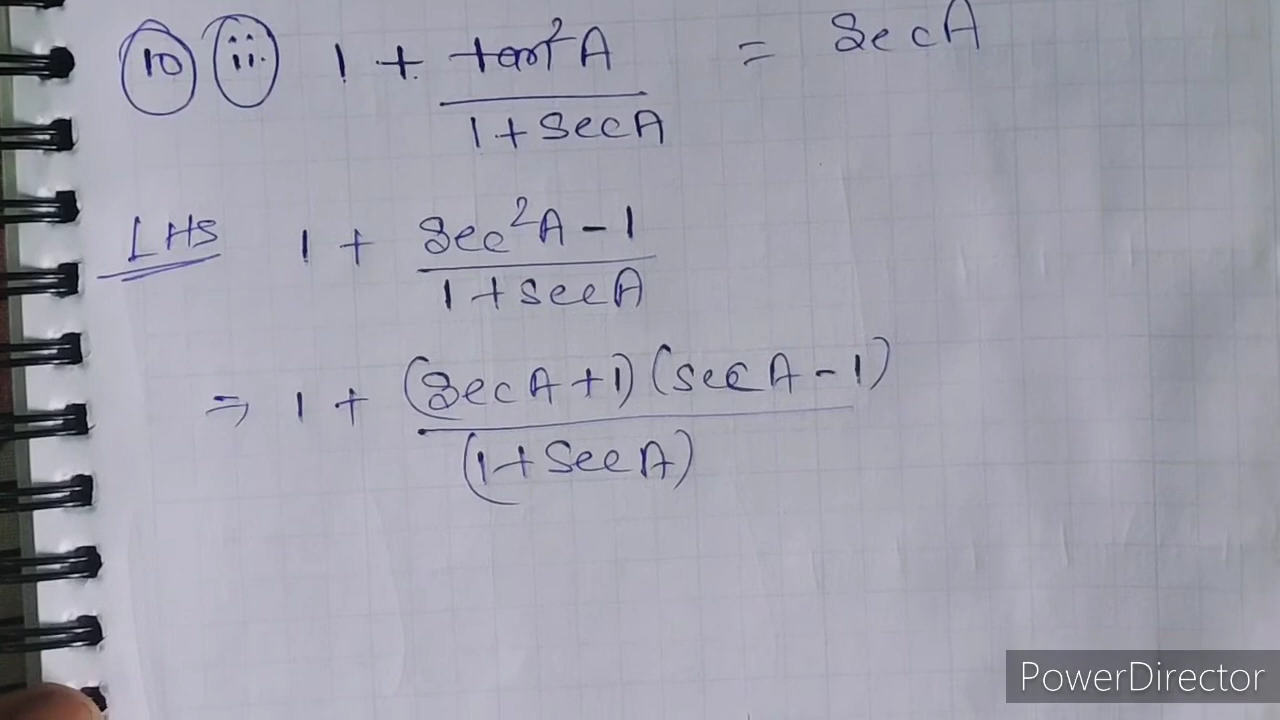 10 ii. 1 + tan²A / 1 + SecA = SecA
LHS 1 + Sec²A - 1 / 1 + SecA
⇒ 1 + (SecA + 1) (secA - 1) / (1 + SecA)
PowerDirector